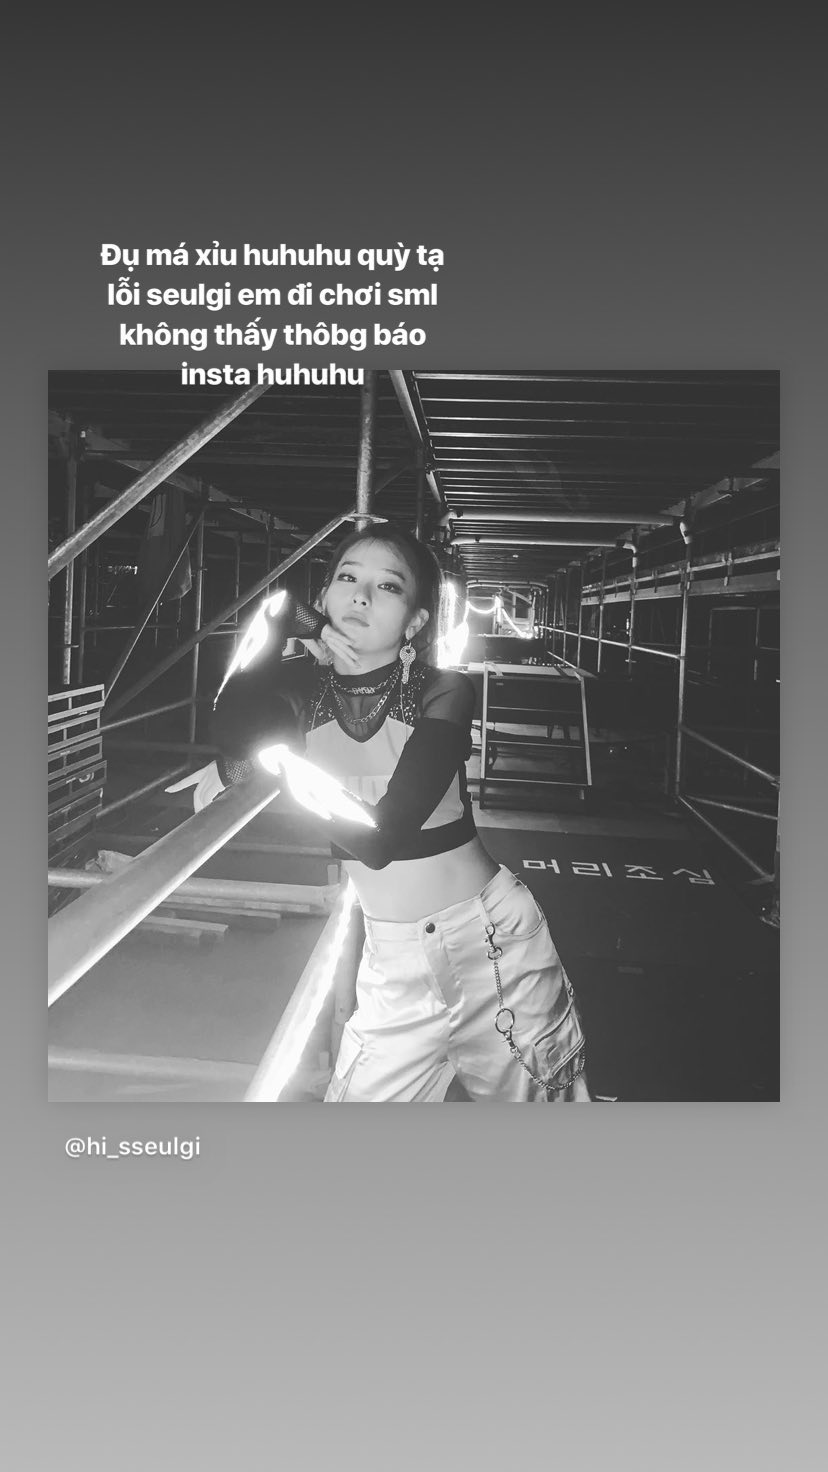 Đụ má xỉu huhuhu quỳ tạ
lỗi seulgi em đi chơi sml
không thấy thôbg báo
insta huhuhu
머리조심
@hi_sseulgi